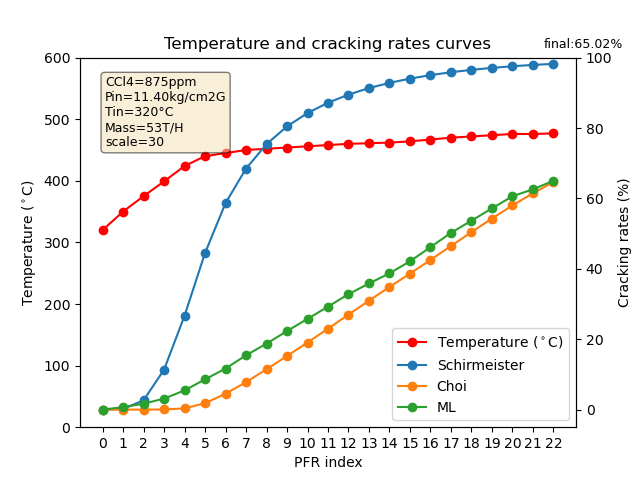 Temperature and cracking rates curves
final:65.02%
CCl4=875ppm
Pin=11.40kg/cm2G
Tin=320°C
Mass=53T/H
scale=30
600
500
400
300
200
100
0
Temperature (°C)
100
80
60
40
20
0
Cracking rates (%)
Temperature (°C)
Schirmeister
Choi
ML
0 1 2 3 4 5 6 7 8 9 10 11 12 13 14 15 16 17 18 19 20 21 22
PFR index